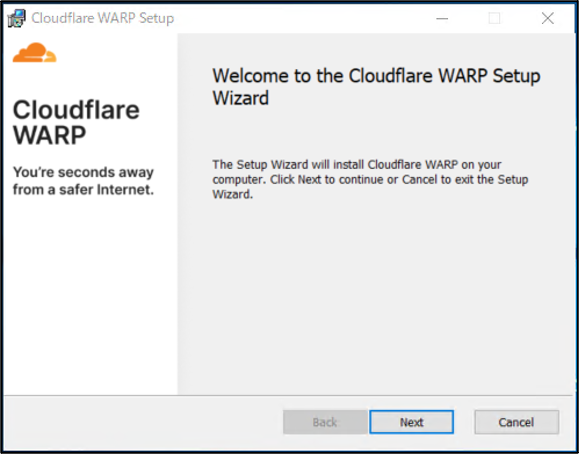 Cloudflare WARP Setup
Cloudflare
WARP
You're seconds away
from a safer Internet.
Welcome to the Cloudflare WARP Setup
Wizard
The Setup Wizard will install Cloudflare WARP on your
computer. Click Next to continue or Cancel to exit the Setup
Wizard.
Back
Next
Cancel